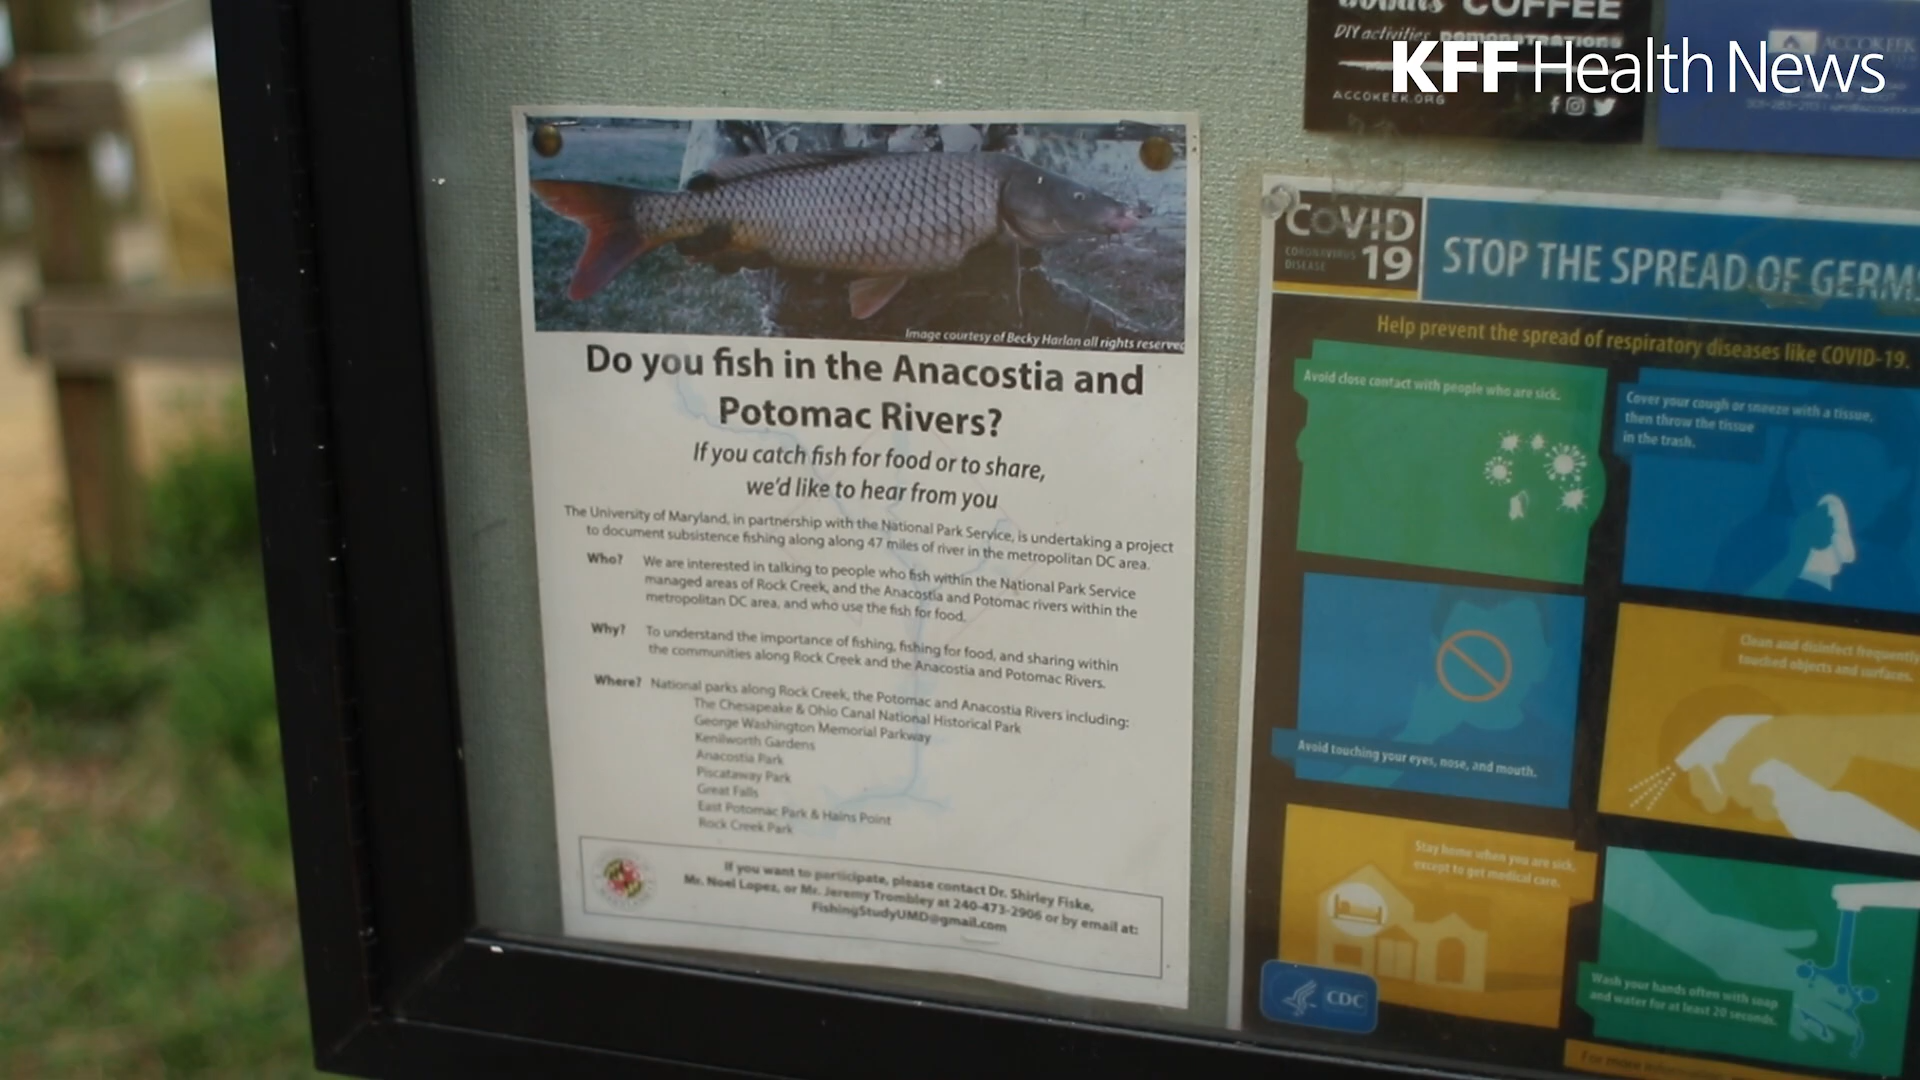 COFFEE
DIY activities DEMONSTRATIONS
ACCOKEEK.ORG
ACCOKEEK
KFF Health News
Image courtesy of Becky Harlan all rights reserved
Do you fish in the Anacostia and
Potomac Rivers?
If you catch fish for food or to share,
we'd like to hear from you
The University of Maryland, in partnership with the National Park Service, is undertaking a project
to document subsistence fishing along along 47 miles of river in the metropolitan DC area.
Who? We are interested in talking to people who fish within the National Park Service
managed areas of Rock Creek, and the Anacostia and Potomac rivers within the
metropolitan DC area, and who use the fish for food.
Why? To understand the importance of fishing, fishing for food, and sharing within
the communities along Rock Creek and the Anacostia and Potomac Rivers.
Where? National parks along Rock Creek, the Potomac and Anacostia Rivers including:
The Chesapeake & Ohio Canal National Historical Park
George Washington Memorial Parkway
Kenilworth Gardens
Anacostia Park
Piscataway Park
Great Falls
East Potomac Park & Hains Point
Rock Creek Park
If you want to participate, please contact Dr. Shirley Fiske,
Mr. Noel Lopez, or Mr. Jeremy Trombley at 240-473-2906 or by email at:
FishingStudyUMD@gmail.com
COVID
CORONAVIRUS
DISEASE
19
STOP THE SPREAD OF GERMS
Help prevent the spread of respiratory diseases like COVID-19.
Avoid close contact with people who are sick.
Cover your cough or sneeze with a tissue,
then throw the tissue
in the trash.
Avoid touching your eyes, nose, and mouth.
Clean and disinfect frequently
touched objects and surfaces.
Stay home when you are sick,
except to get medical care.
Wash your hands often with soap
and water for at least 20 seconds.
CDC
For more information